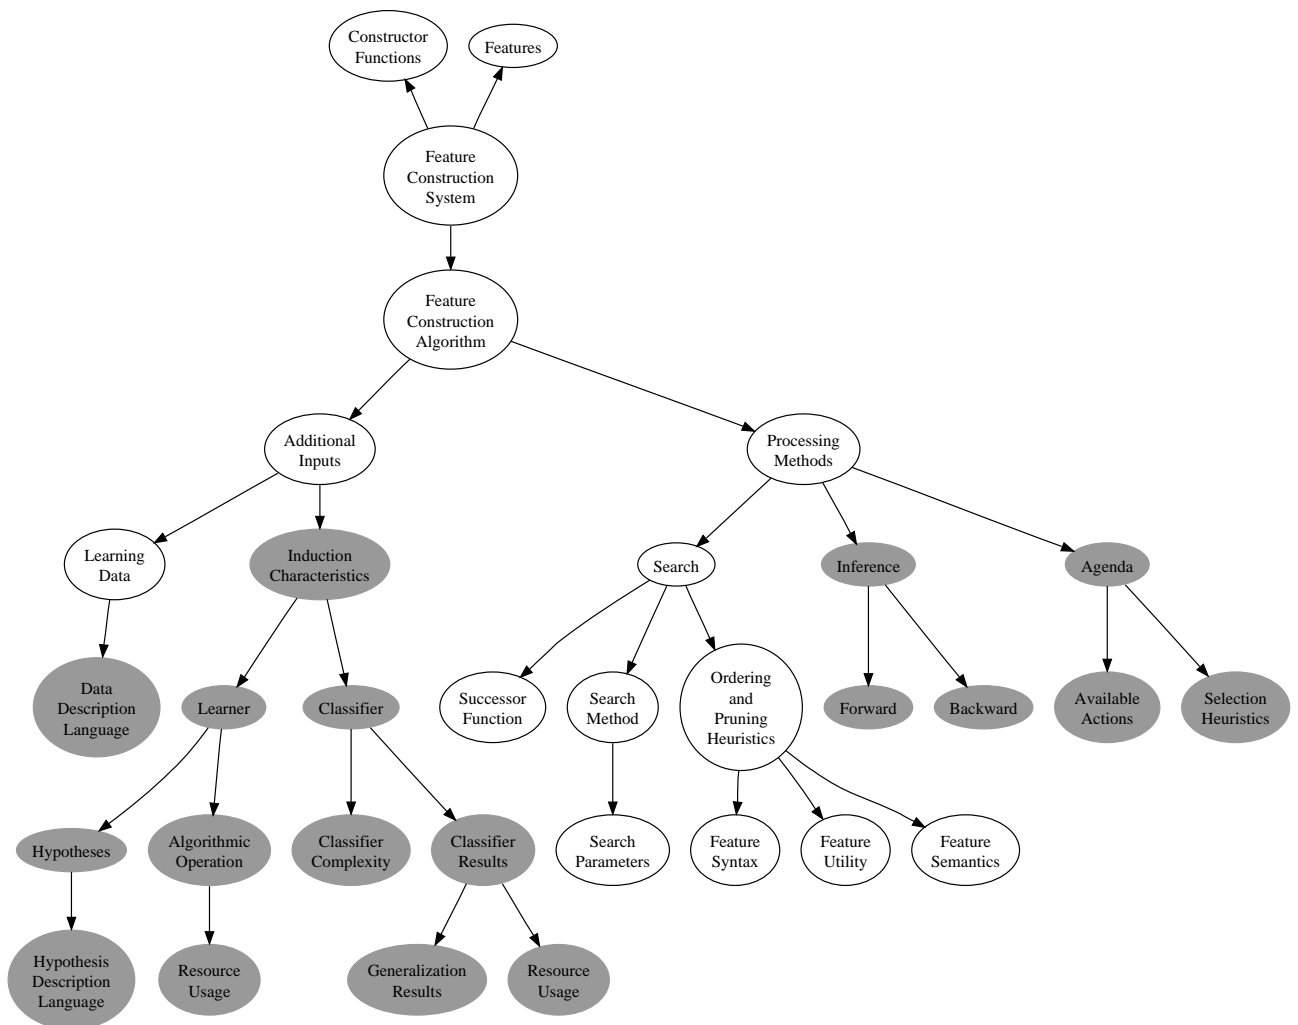 Constructor
Functions
Features
Feature
Construction
System
Feature
Construction
Algorithm
Additional
Inputs
Processing
Methods
Learning
Data
Induction
Characteristics
Search
Inference
Agenda
Data
Description
Language
Learner
Classifier
Successor
Function
Search
Method
Ordering
and
Pruning
Heuristics
Forward
Backward
Available
Actions
Selection
Heuristics
Hypotheses
Algorithmic
Operation
Classifier
Complexity
Classifier
Results
Search
Parameters
Feature
Syntax
Feature
Utility
Feature
Semantics
Hypothesis
Description
Language
Resource
Usage
Generalization
Results
Resource
Usage